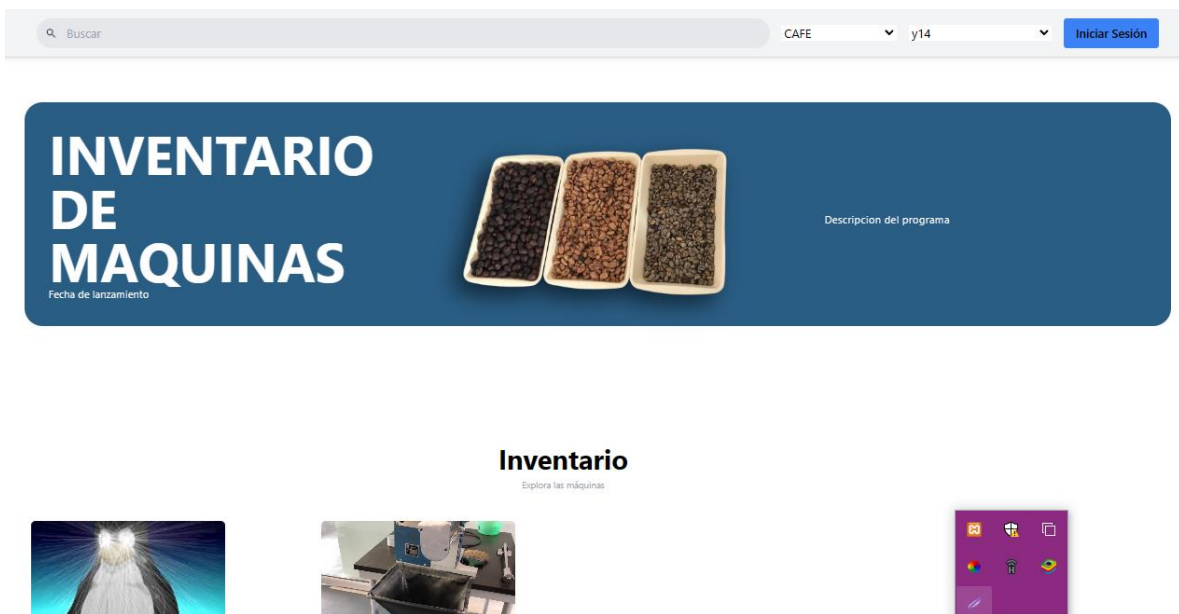 Buscar
CAFE
y14
Iniciar Sesión
INVENTARIO
DE
MAQUINAS
Fecha de lanzamiento
Descripcion del programa
Inventario
Explora las máquinas